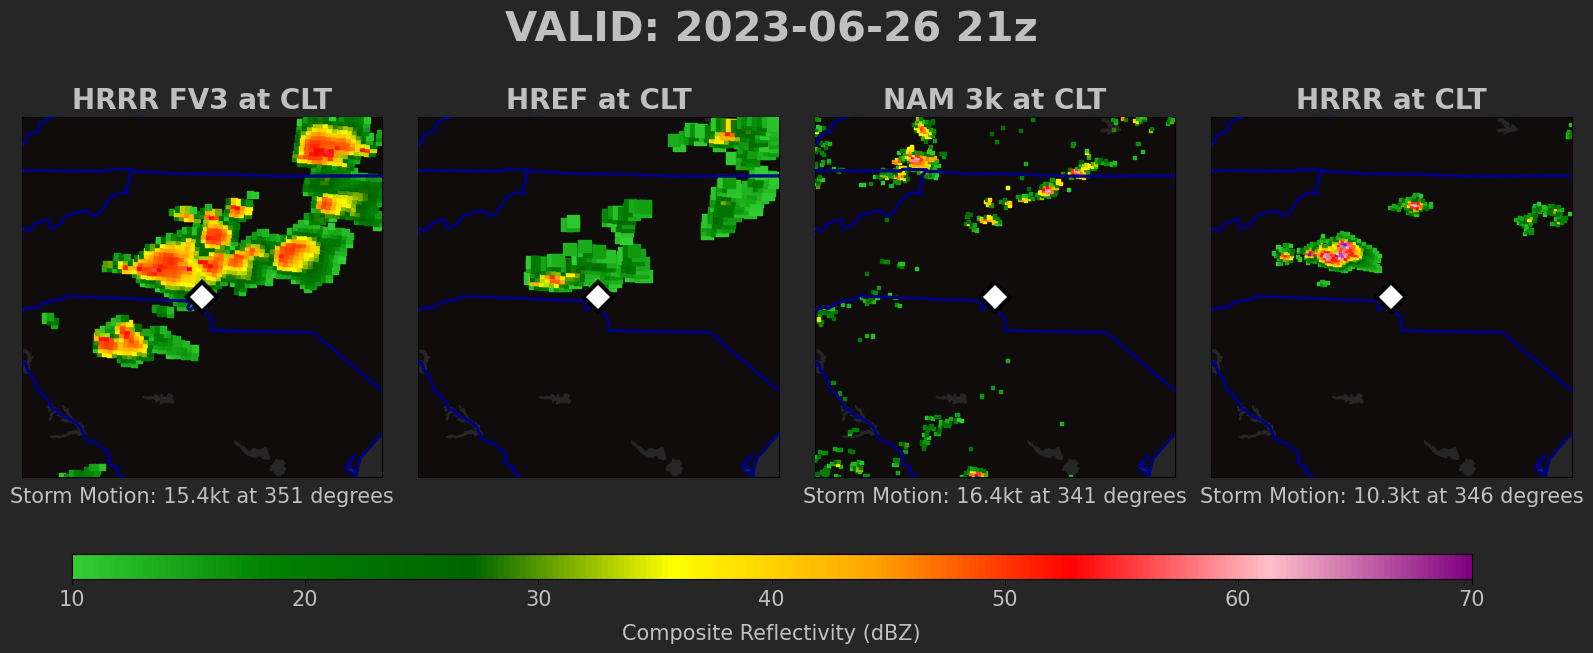 VALID: 2023-06-26 21z
HRRR FV3 at CLT
HREF at CLT
NAM 3k at CLT
HRRR at CLT
Storm Motion: 15.4kt at 351 degrees
Storm Motion: 16.4kt at 341 degrees
Storm Motion: 10.3kt at 346 degrees
10 20 30 40 50 60 70
Composite Reflectivity (dBZ)